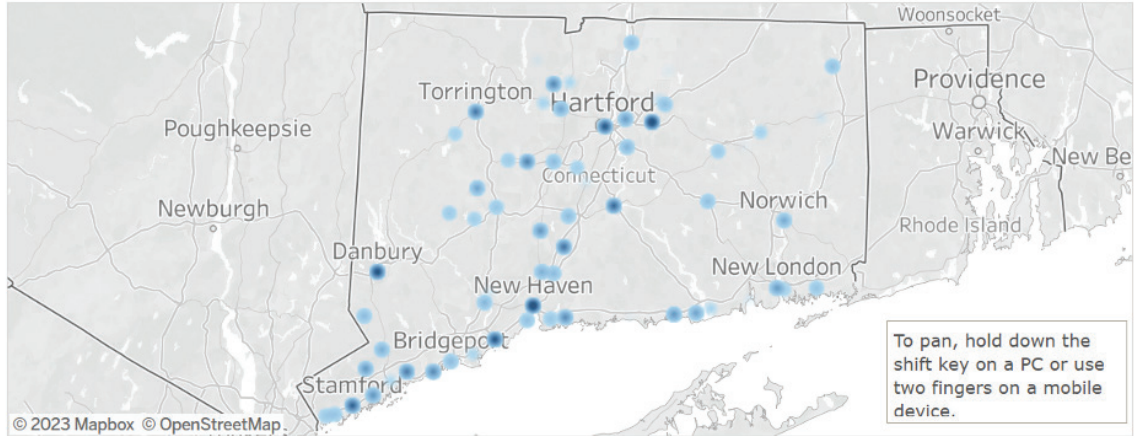 Woonsocket
Providence
Torrington
Hartford
Poughkeepsie
Warwick
New Be
Connecticut
Newburgh
Norwich
Rhode Island
Danbury
New London
New Haven
Bridgeport
Stamford
To pan, hold down the
shift key on a PC or use
two fingers on a mobile
device.
© 2023 Mapbox © OpenStreetMap